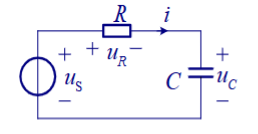 R i
+ u_R −
+ u_S −
C
+ u_C −